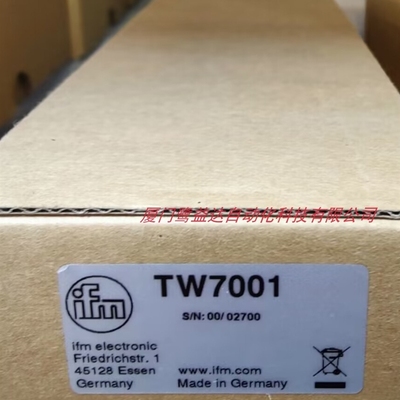 厦门鹭益达自动化科技有限公司
ifm
TW7001
S/N: 00/ 02700
ifm electronic
Friedrichstr. 1
45128 Essen
Germany
www.ifm.com
Made in Germany